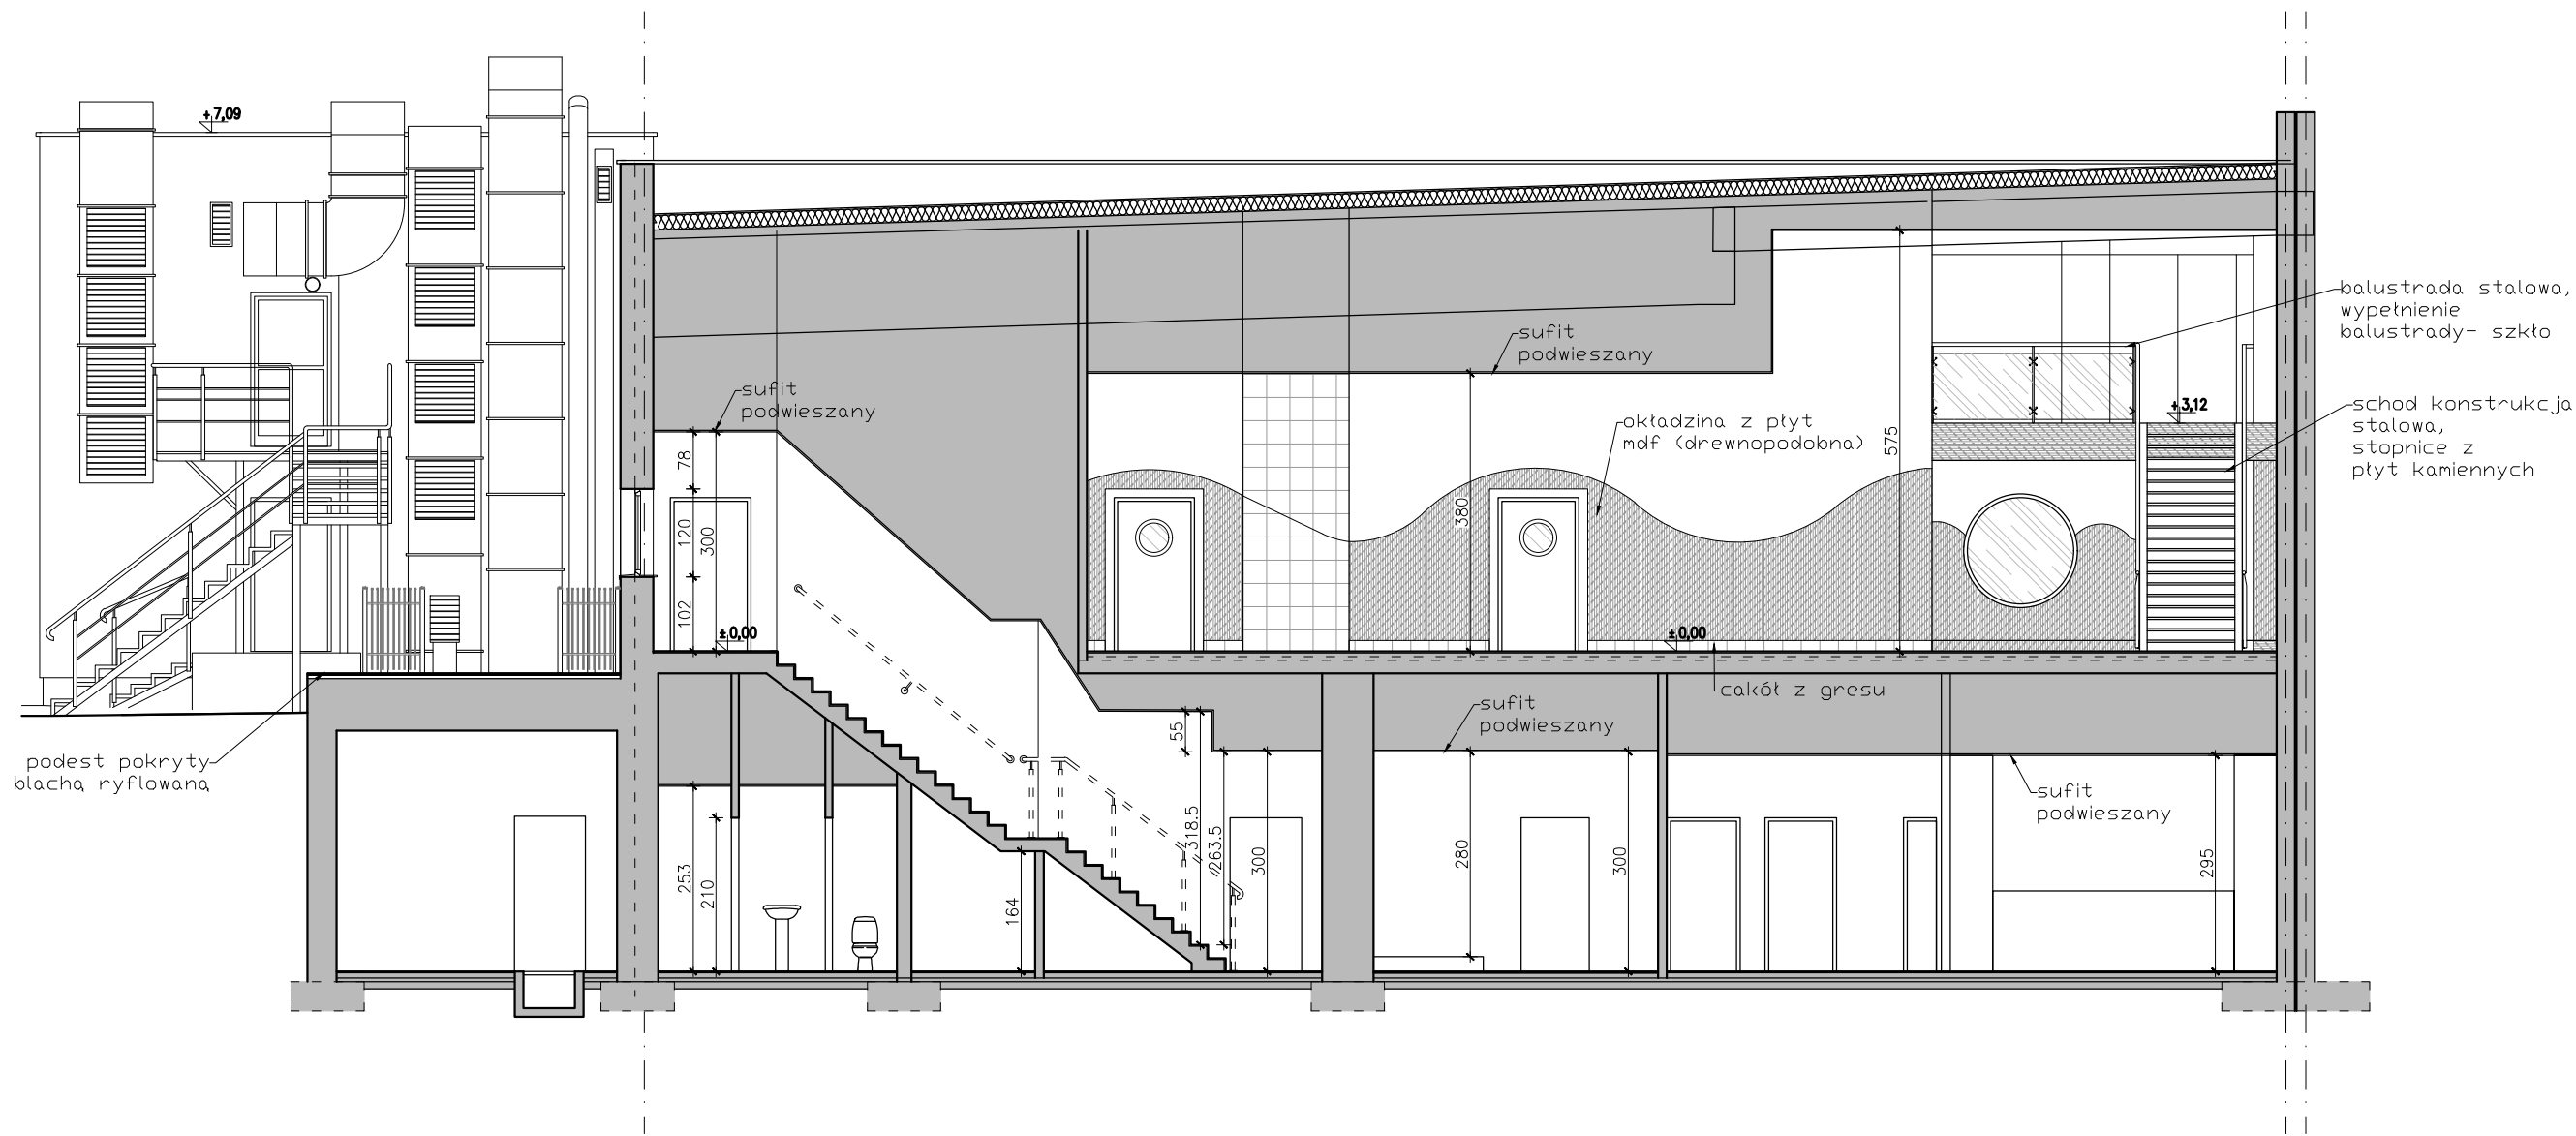 +7,09
sufit
podwieszany
sufit
podwieszany
balustrada stalowa,
wypełnienie
balustrady- szkło
+3,12
schod konstrukcja
stalowa,
stopnice z
płyt kamiennych
okładzina z płyt
mdf (drewnopodobna)
78
120
300
102
±0,00
380
575
±0,00
cakół z gresu
sufit
podwieszany
55
podest pokryty
blachą ryflowaną
sufit
podwieszany
253
210
164
318.5
263.5
300
280
300
295